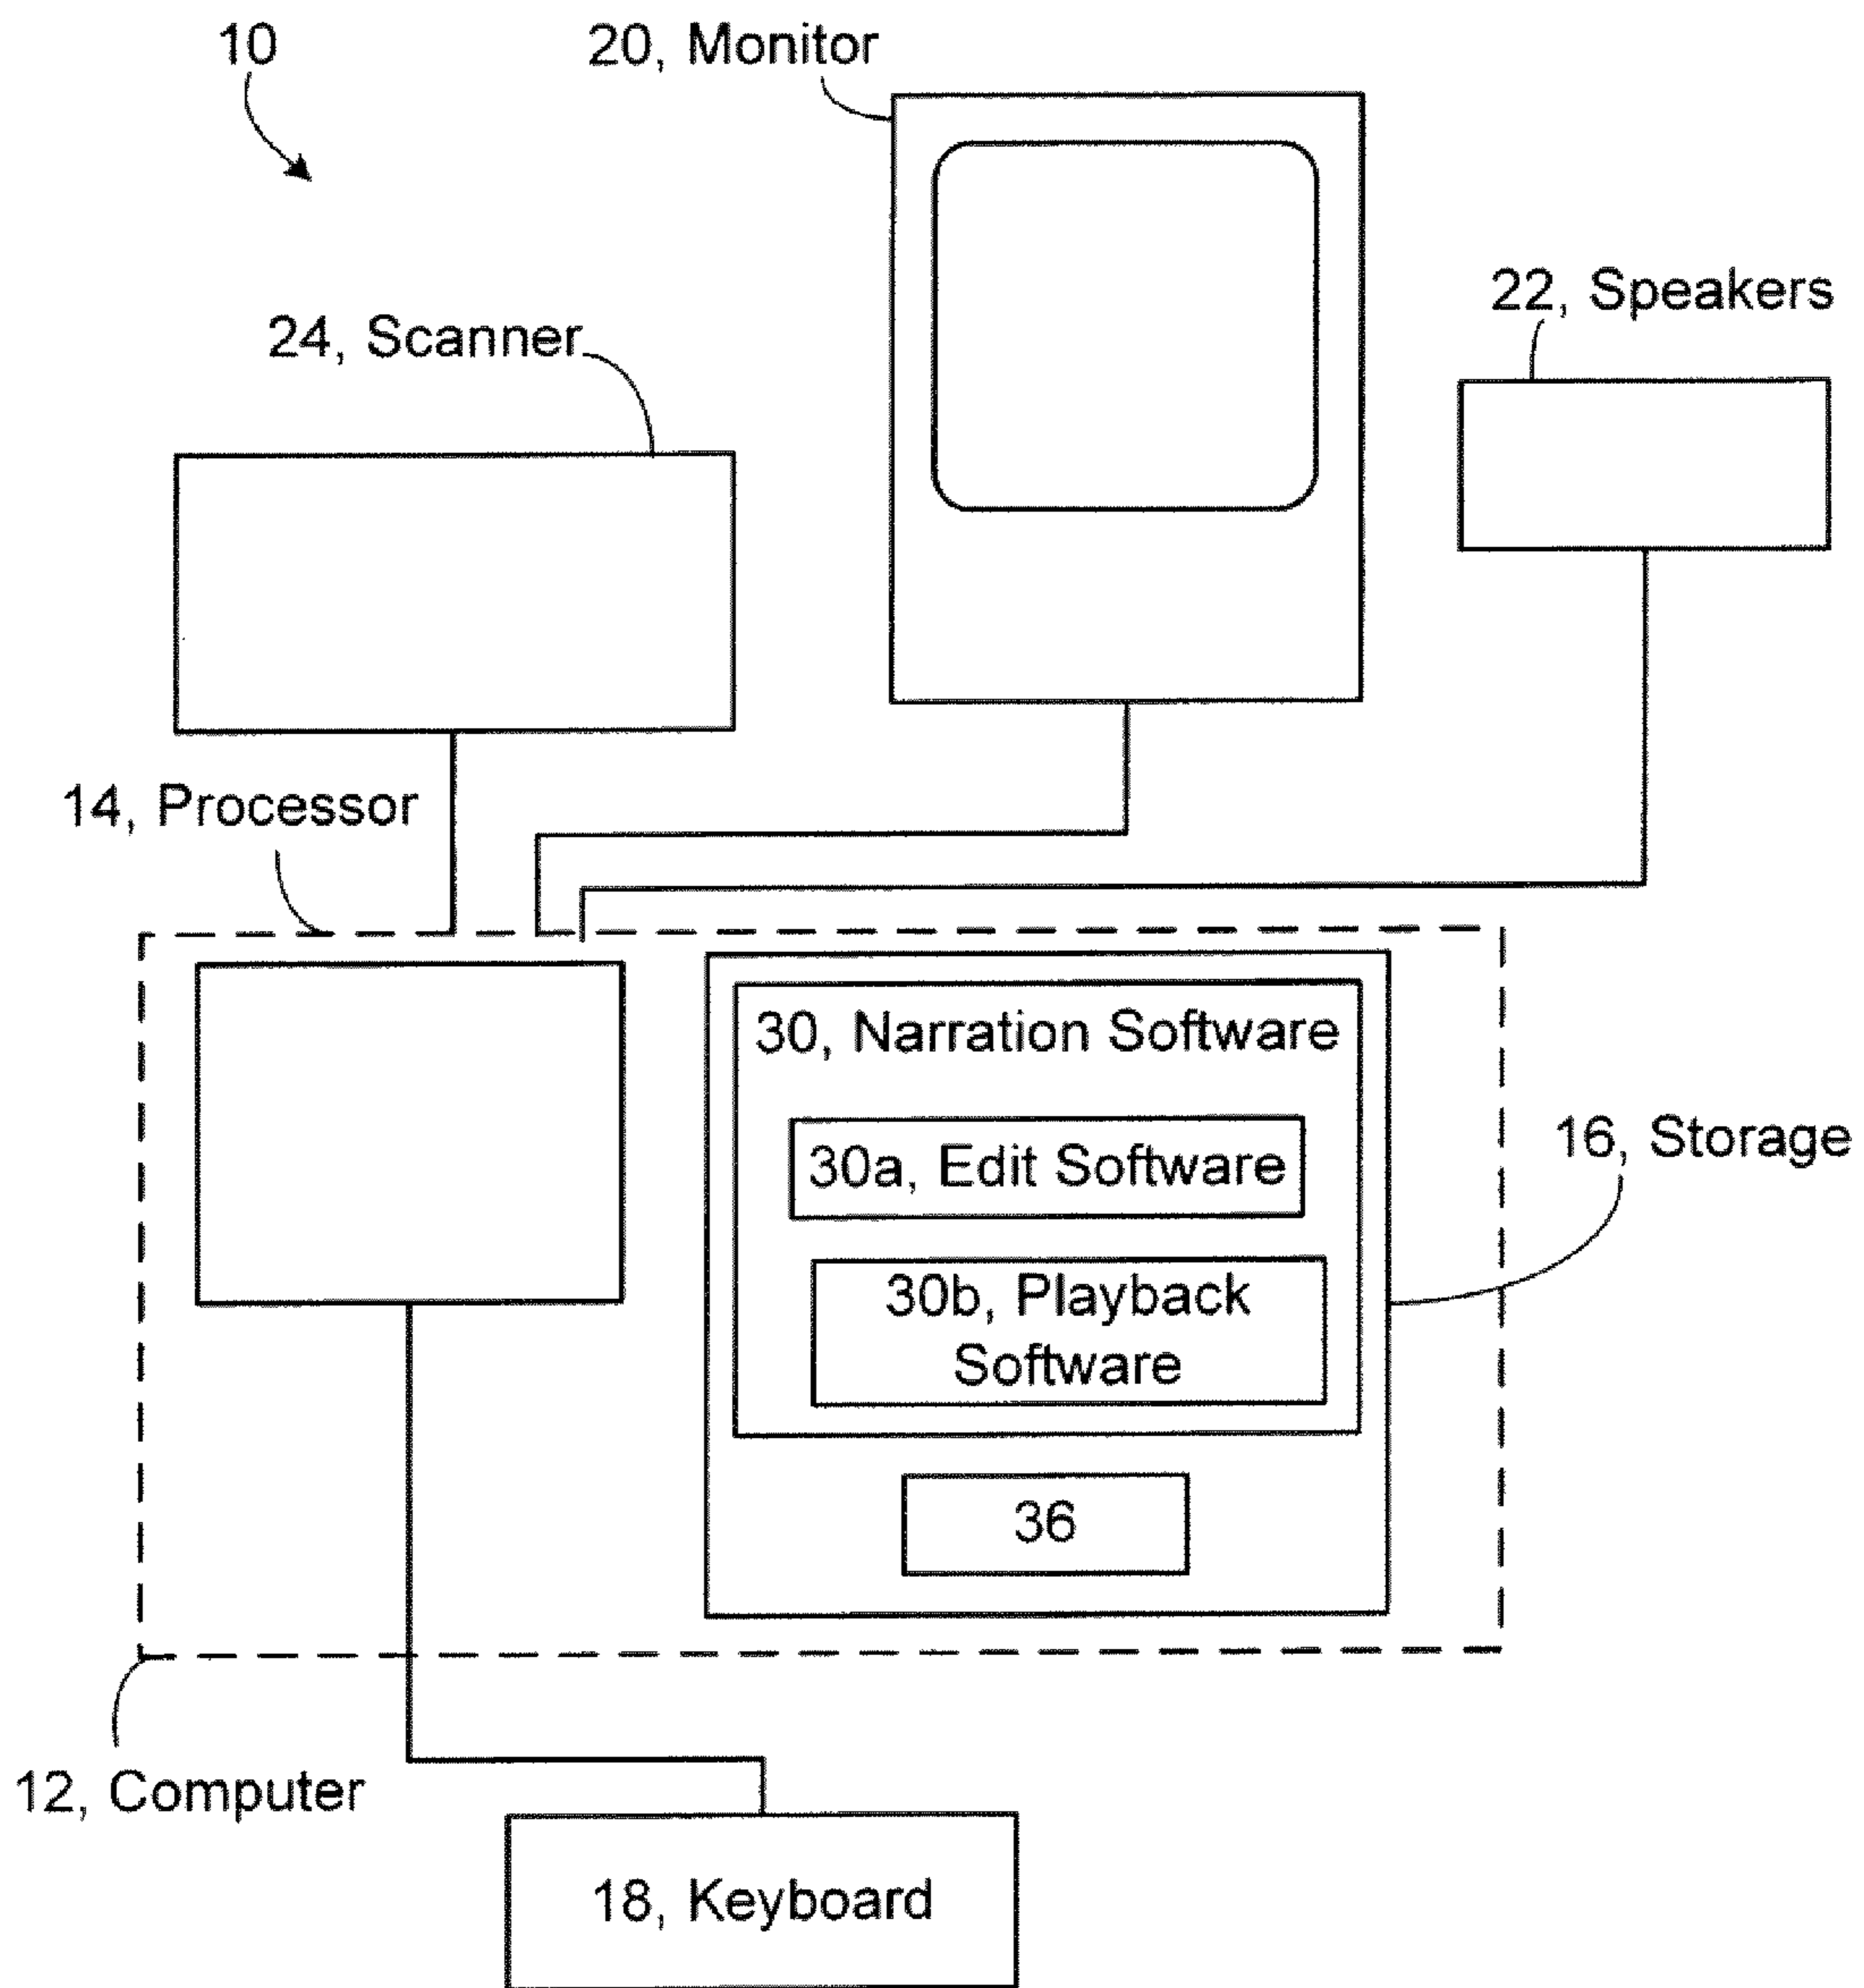 10
20, Monitor
22, Speakers
24, Scanner
14, Processor
30, Narration Software
30a, Edit Software
16, Storage
30b, Playback
Software
36
12, Computer
18, Keyboard